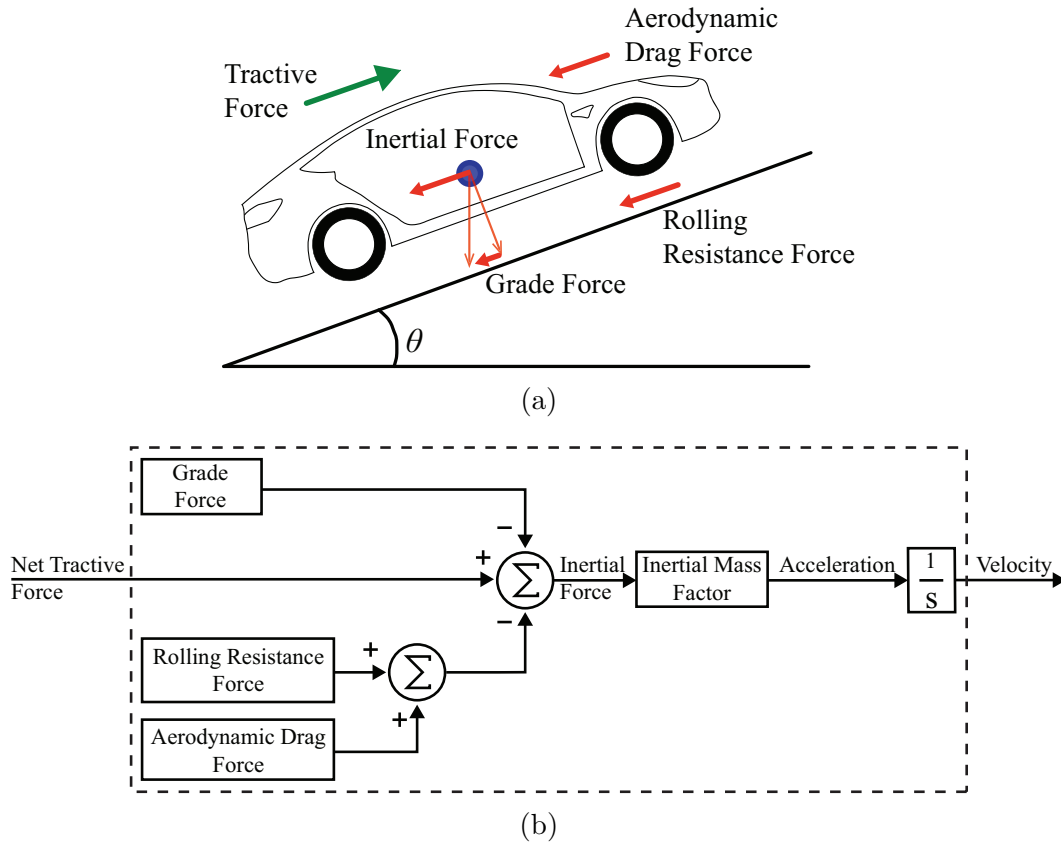 Aerodynamic
Drag Force
Tractive
Force
Inertial Force
Rolling
Resistance Force
Grade Force
θ
(a)
Grade
Force
−
Net Tractive
Force
+
Σ
Inertial
Force
Inertial Mass
Factor
Acceleration
1
s
Velocity
−
Rolling Resistance
Force
+
Σ
+
Aerodynamic Drag
Force
(b)